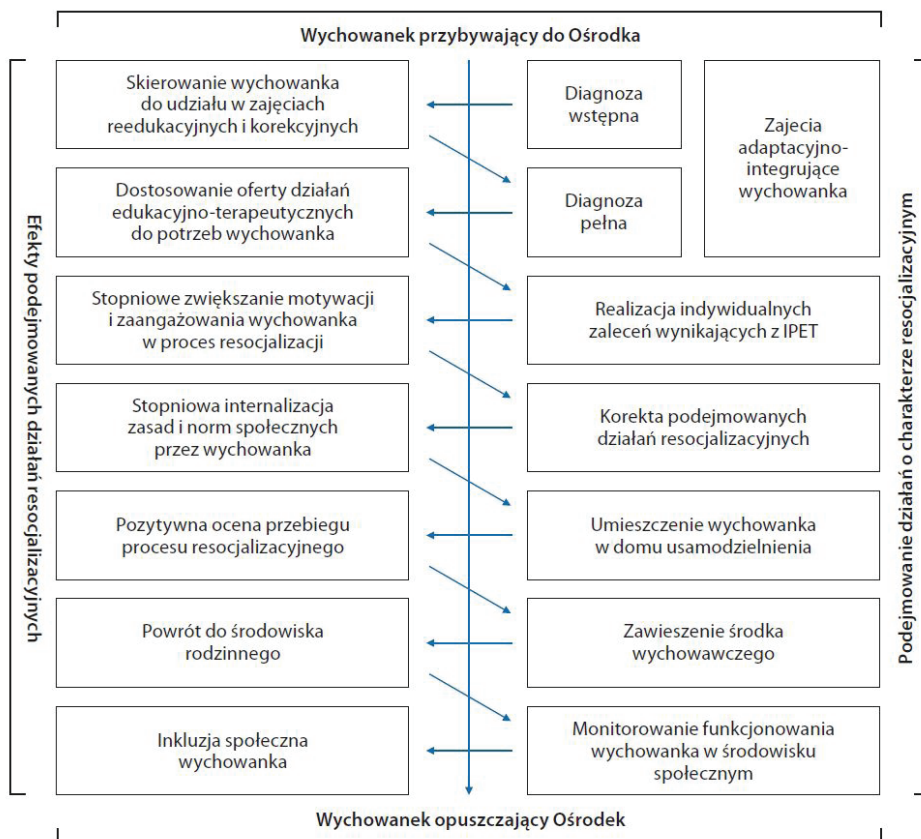 Wychowanek przybywający do Ośrodka
Efekty podejmowanych działań resocjalizacyjnych
Podejmowanie działań o charakterze resocjalizacyjnym
Skierowanie wychowanka
do udziału w zajęciach
reedukacyjnych i korekcyjnych
Diagnoza
wstępna
Zajecia
adaptacyjno-
integrujące
wychowanka
Dostosowanie oferty działań
edukacyjno-terapeutycznych
do potrzeb wychowanka
Diagnoza
pełna
Stopniowe zwiększanie motywacji
i zaangażowania wychowanka
w proces resocjalizacji
Realizacja indywidualnych
zaleceń wynikających z IPET
Stopniowa internalizacja
zasad i norm społecznych
przez wychowanka
Korekta podejmowanych
działań resocjalizacyjnych
Pozytywna ocena przebiegu
procesu resocjalizacyjnego
Umieszczenie wychowanka
w domu usamodzielnienia
Powrót do środowiska
rodzinnego
Zawieszenie środka
wychowawczego
Inkluzja społeczna
wychowanka
Monitorowanie funkcjonowania
wychowanka w środowisku
społecznym
Wychowanek opuszczający Ośrodek